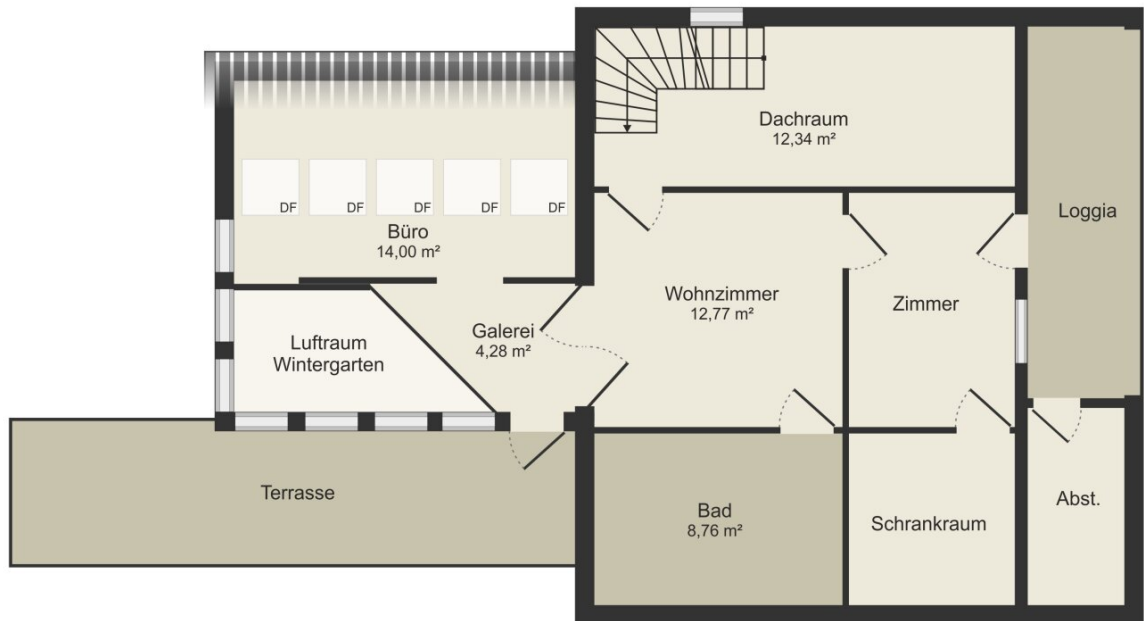 Dachraum
12,34 m²
DF
DF
DF
DF
DF
Büro
14,00 m²
Loggia
Wohnzimmer
12,77 m²
Zimmer
Galerei
4,28 m²
Luftraum
Wintergarten
Terrasse
Bad
8,76 m²
Schrankraum
Abst.